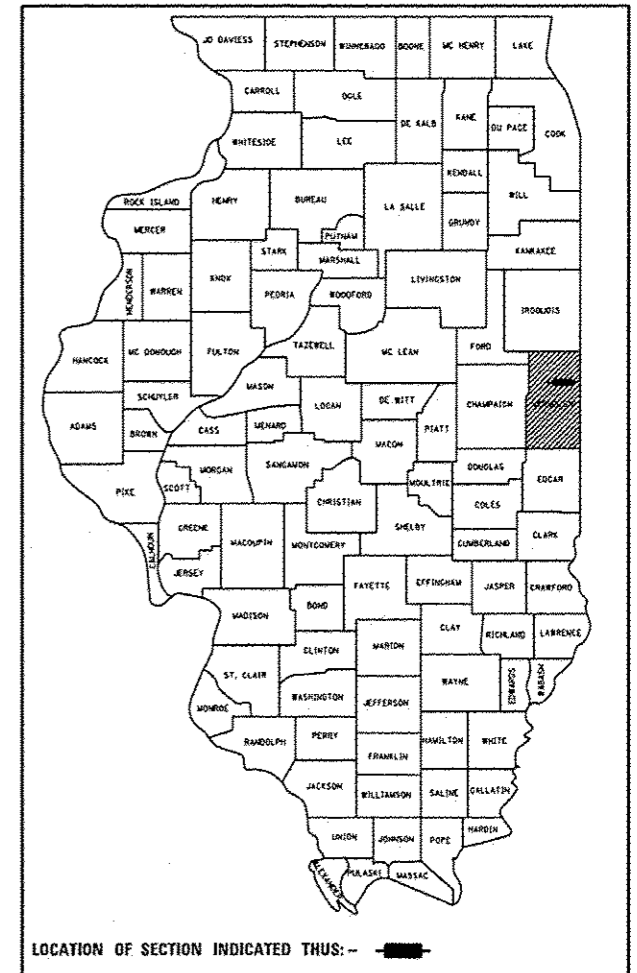 JO DAVIESS STEPHENSON WINNEBAGO BOONE MC HENRY LAKE
CARROLL OGLE DE KALB KANE DU PAGE COOK
WHITESIDE LEE
KENDALL WILL
ROCK ISLAND HENRY BUREAU LA SALLE GRUNDY
MERCER PUTNAM
STARK MARSHALL KANKAKEE
HENDERSON WARREN KNOX PEORIA WOODFORD LIVINGSTON
IROQUOIS
HANCOCK MC DONOUGH FULTON TAZEWELL MC LEAN FORD
MASON
SCHUYLER LOGAN DE WITT CHAMPAIGN
ADAMS BROWN CASS MENARD PIATT
MACON
MORGAN SANGAMON DOUGLAS EDGAR
PIKE SCOTT CHRISTIAN MOULTRIE COLES
SHELBY
GREENE MACOUPIN MONTGOMERY CUMBERLAND CLARK
CALHOUN JERSEY
FAYETTE EFFINGHAM JASPER CRAWFORD
MADISON BOND
CLAY RICHLAND LAWRENCE
CLINTON MARION
ST. CLAIR WAYNE EDWARDS WABASH
WASHINGTON JEFFERSON
MONROE
RANDOLPH PERRY HAMILTON WHITE
FRANKLIN
JACKSON WILLIAMSON SALINE GALLATIN
UNION JOHNSON POPE HARDIN
ALEXANDER PULASKI MASSAC
LOCATION OF SECTION INDICATED THUS: -